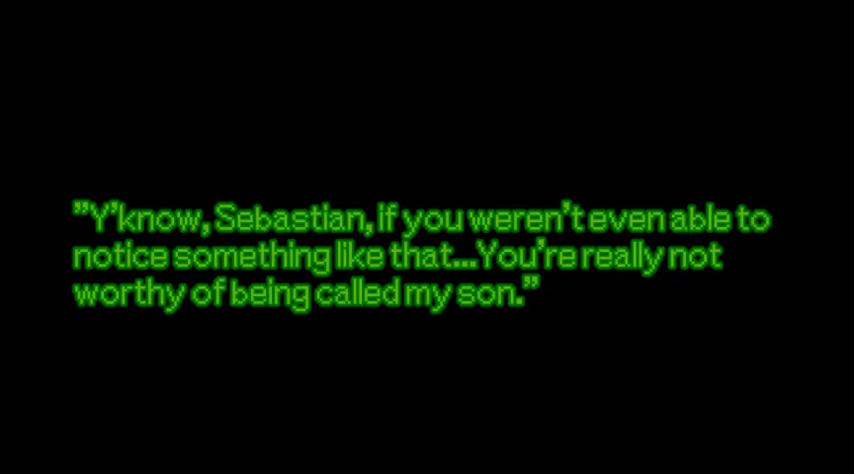 ”Y’know, Sebastian, if you weren’t even able to
notice something like that...You’re really not
worthy of being called my son.”